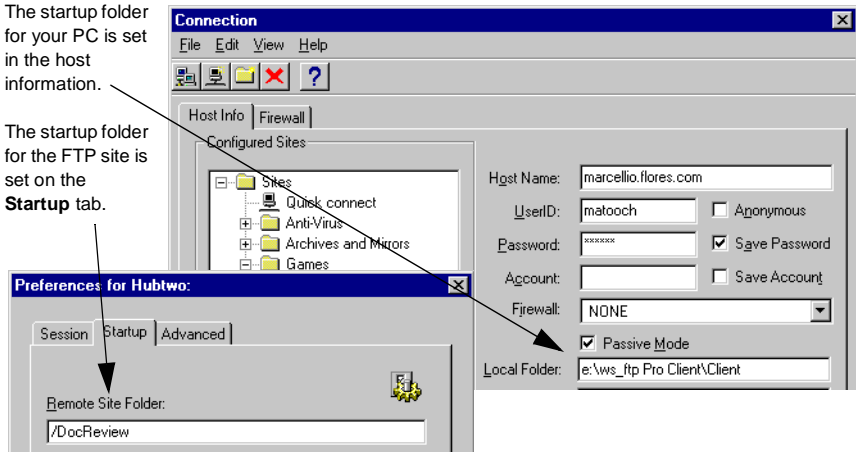 The startup folder
for your PC is set
in the host
information.
The startup folder
for the FTP site is
set on the
Startup tab.
Connection
File Edit View Help
Host Info Firewall
Configured Sites
Sites
Quick connect
Anti-Virus
Archives and Mirrors
Games
Host Name: marcellio.flores.com
UserID: matooch Anonymous
Password: xxxxxx Save Password
Account: Save Account
Firewall: NONE
Passive Mode
Local Folder: e:\ws_ftp Pro Client\Client
Preferences for Hubtwo:
Session Startup Advanced
Remote Site Folder:
/DocReview